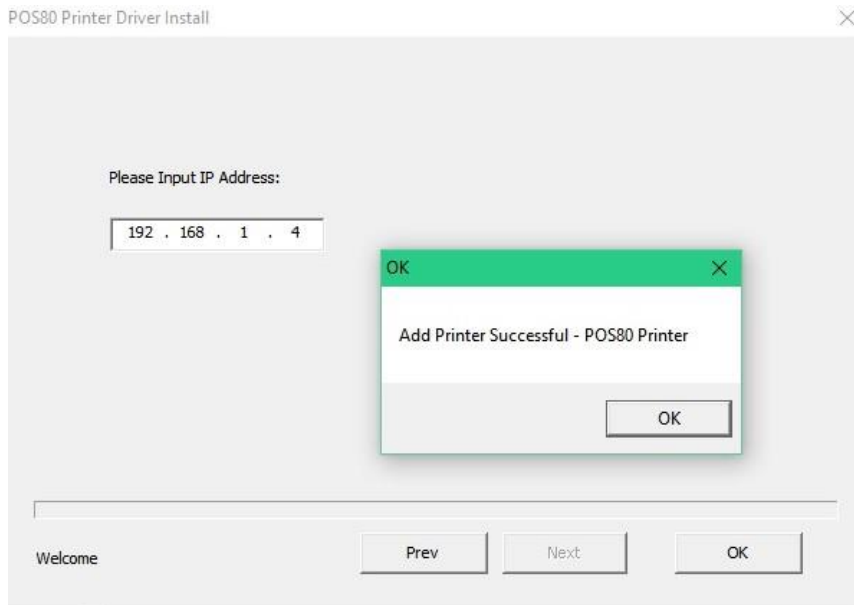 POS80 Printer Driver Install
Please Input IP Address:
192 . 168 . 1 . 4
OK
Add Printer Successful - POS80 Printer
OK
Welcome
Prev
Next
OK